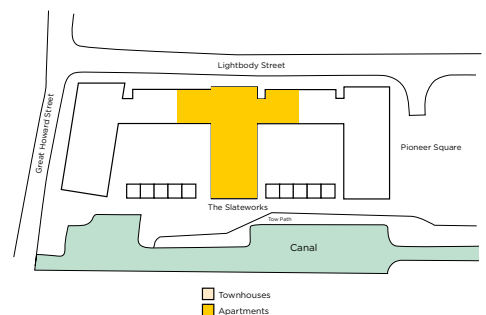 Lightbody Street
Great Howard Street
Pioneer Square
The Slateworks
Tow Path
Canal
Townhouses
Apartments